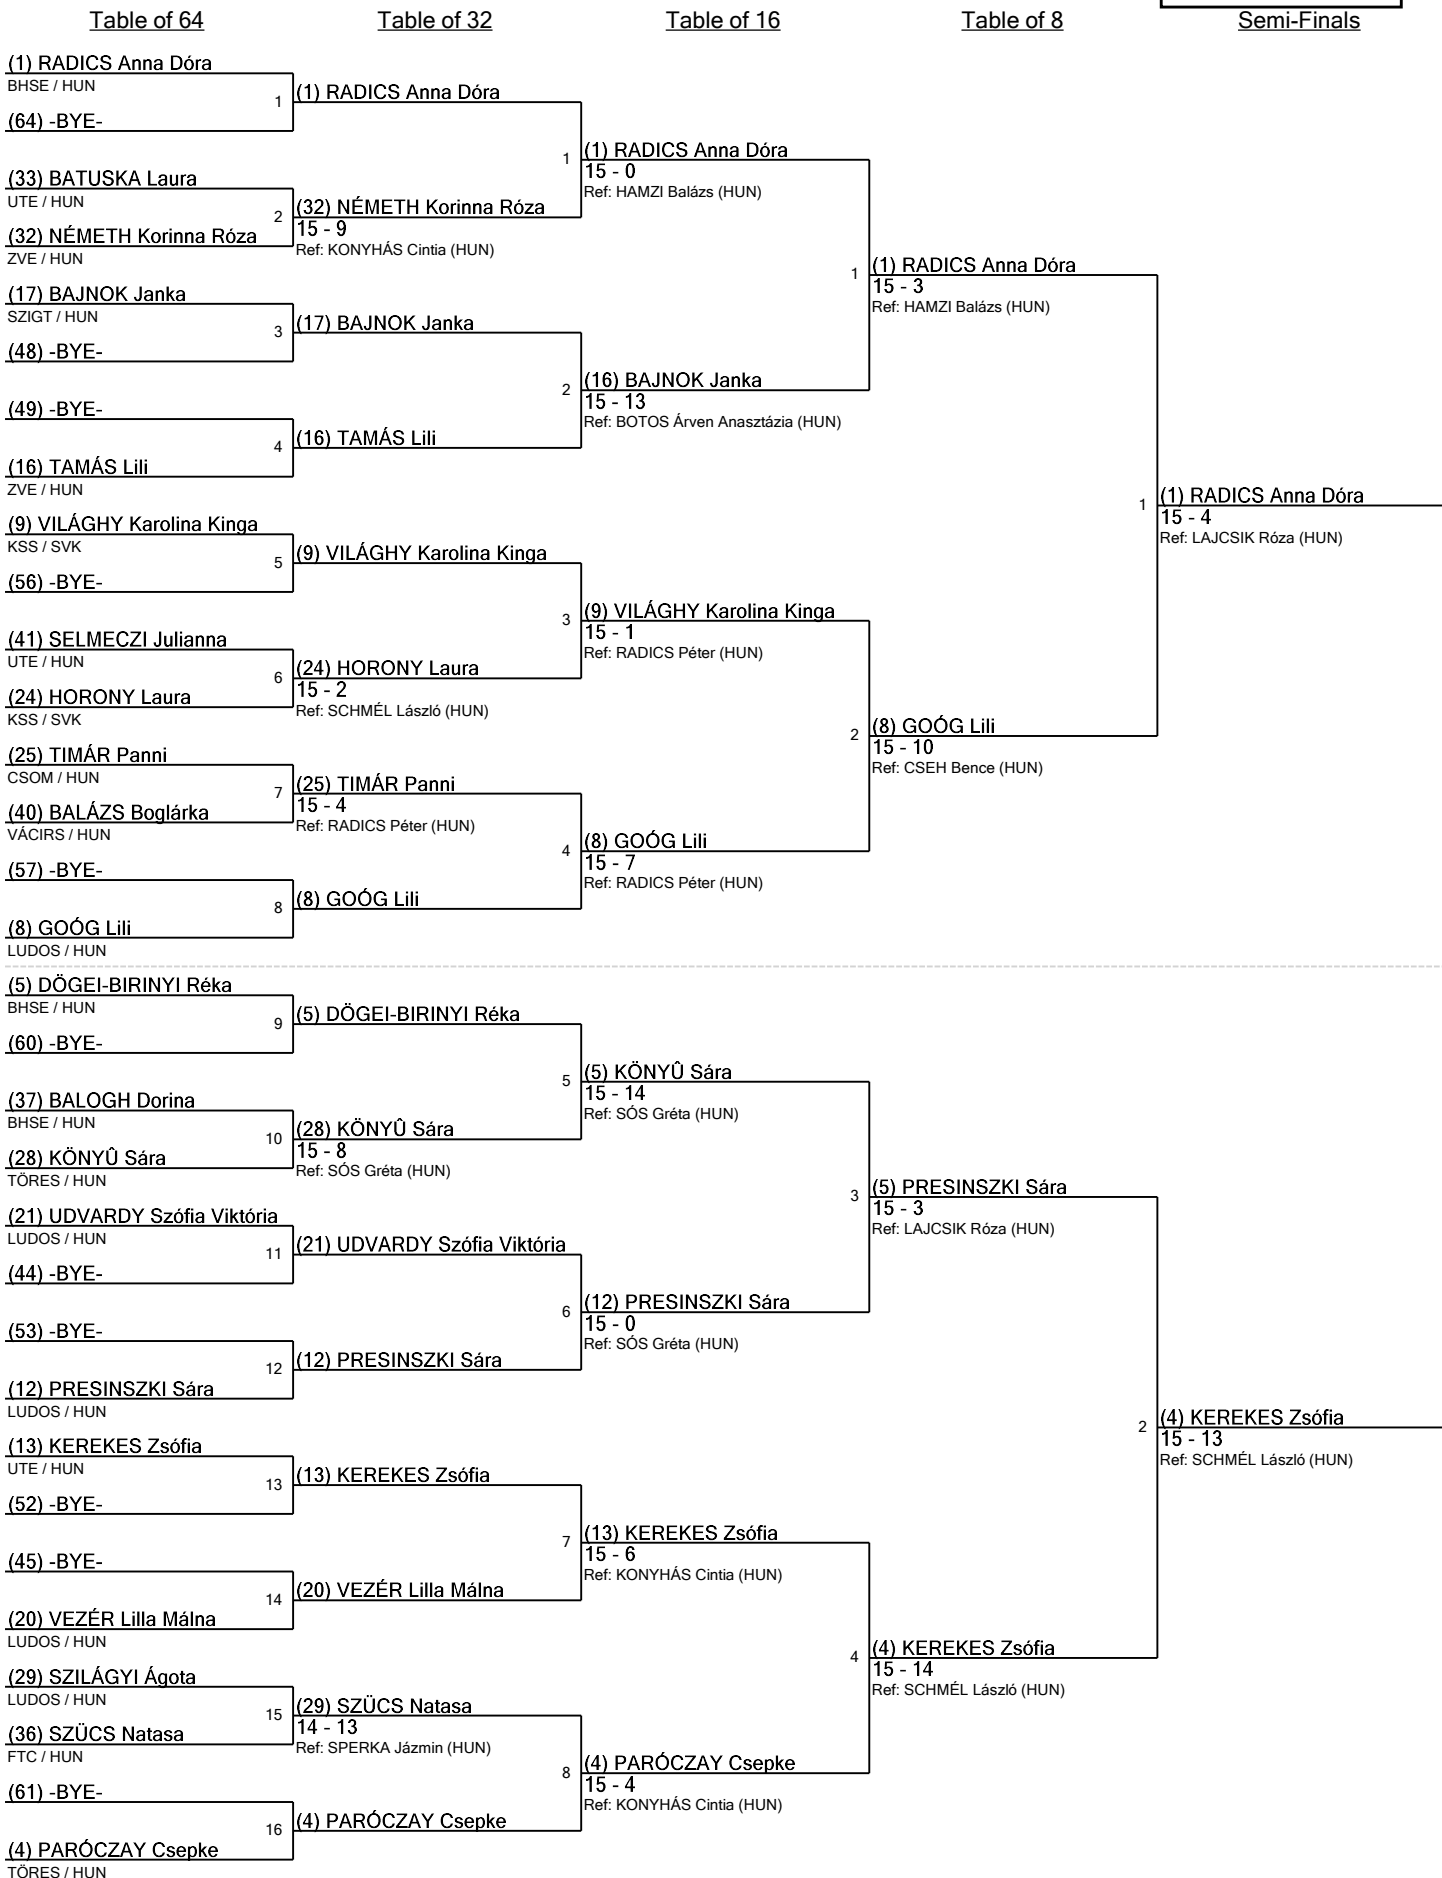 Table of 64
Table of 32
Table of 16
Table of 8
Semi-Finals
(1) RADICS Anna Dóra
BHSE / HUN
1
(64) -BYE-
(33) BATUSKA Laura
UTE / HUN
2
(32) NÉMETH Korinna Róza
ZVE / HUN
(17) BAJNOK Janka
SZIGT / HUN
3
(48) -BYE-
(49) -BYE-
4
(16) TAMÁS Lili
ZVE / HUN
(9) VILÁGHY Karolina Kinga
KSS / SVK
5
(56) -BYE-
(41) SELMECZI Julianna
UTE / HUN
6
(24) HORONY Laura
KSS / SVK
(25) TIMÁR Panni
CSOM / HUN
7
(40) BALÁZS Boglárka
VÁCIRS / HUN
(57) -BYE-
8
(8) GOÓG Lili
LUDOS / HUN
(5) DÖGEI-BIRINYI Réka
BHSE / HUN
9
(60) -BYE-
(37) BALOGH Dorina
BHSE / HUN
10
(28) KÖNYÛ Sára
TÖRES / HUN
(21) UDVARDY Szófia Viktória
LUDOS / HUN
11
(44) -BYE-
(53) -BYE-
12
(12) PRESINSZKI Sára
LUDOS / HUN
(13) KEREKES Zsófia
UTE / HUN
13
(52) -BYE-
(45) -BYE-
14
(20) VEZÉR Lilla Málna
LUDOS / HUN
(29) SZILÁGYI Ágota
LUDOS / HUN
15
(36) SZÜCS Natasa
FTC / HUN
(61) -BYE-
16
(4) PARÓCZAY Csepke
TÖRES / HUN
(1) RADICS Anna Dóra
1
(32) NÉMETH Korinna Róza
15 - 9
Ref: KONYHÁS Cintia (HUN)
(17) BAJNOK Janka
2
(16) TAMÁS Lili
(9) VILÁGHY Karolina Kinga
3
(24) HORONY Laura
15 - 2
Ref: SCHMÉL László (HUN)
(25) TIMÁR Panni
15 - 4
Ref: RADICS Péter (HUN)
4
(8) GOÓG Lili
(5) DÖGEI-BIRINYI Réka
5
(28) KÖNYÛ Sára
15 - 8
Ref: SÓS Gréta (HUN)
(21) UDVARDY Szófia Viktória
6
(12) PRESINSZKI Sára
(13) KEREKES Zsófia
7
(20) VEZÉR Lilla Málna
(29) SZÜCS Natasa
14 - 13
Ref: SPERKA Jázmin (HUN)
8
(4) PARÓCZAY Csepke
(1) RADICS Anna Dóra
15 - 0
Ref: HAMZI Balázs (HUN)
1
(16) BAJNOK Janka
15 - 13
Ref: BOTOS Árven Anasztázia (HUN)
(9) VILÁGHY Karolina Kinga
15 - 1
Ref: RADICS Péter (HUN)
2
(8) GOÓG Lili
15 - 7
Ref: RADICS Péter (HUN)
(5) KÖNYÛ Sára
15 - 14
Ref: SÓS Gréta (HUN)
3
(12) PRESINSZKI Sára
15 - 0
Ref: SÓS Gréta (HUN)
(13) KEREKES Zsófia
15 - 6
Ref: KONYHÁS Cintia (HUN)
4
(4) PARÓCZAY Csepke
15 - 4
Ref: KONYHÁS Cintia (HUN)
(1) RADICS Anna Dóra
15 - 3
Ref: HAMZI Balázs (HUN)
1
(8) GOÓG Lili
15 - 10
Ref: CSEH Bence (HUN)
(5) PRESINSZKI Sára
15 - 3
Ref: LAJCSIK Róza (HUN)
2
(4) KEREKES Zsófia
15 - 14
Ref: SCHMÉL László (HUN)
(1) RADICS Anna Dóra
15 - 4
Ref: LAJCSIK Róza (HUN)
(4) KEREKES Zsófia
15 - 13
Ref: SCHMÉL László (HUN)